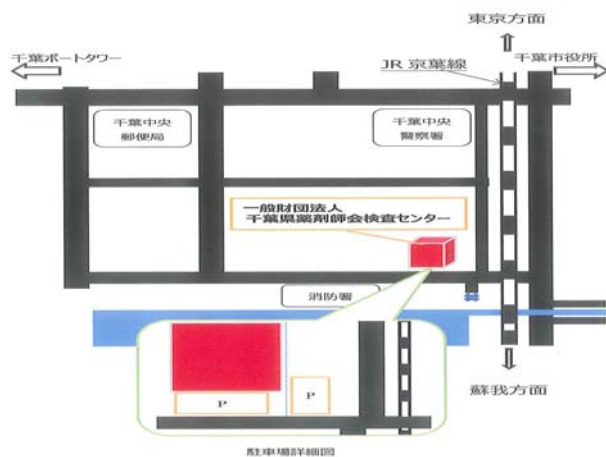 東京方面
千葉ポートタワー
千葉市役所
JR 京葉線
千葉中央
郵便局
千葉中央
警察署
一般財団法人
千葉県薬剤師会検査センター
消防署
P
P
蘇我方面
駐車場詳細図